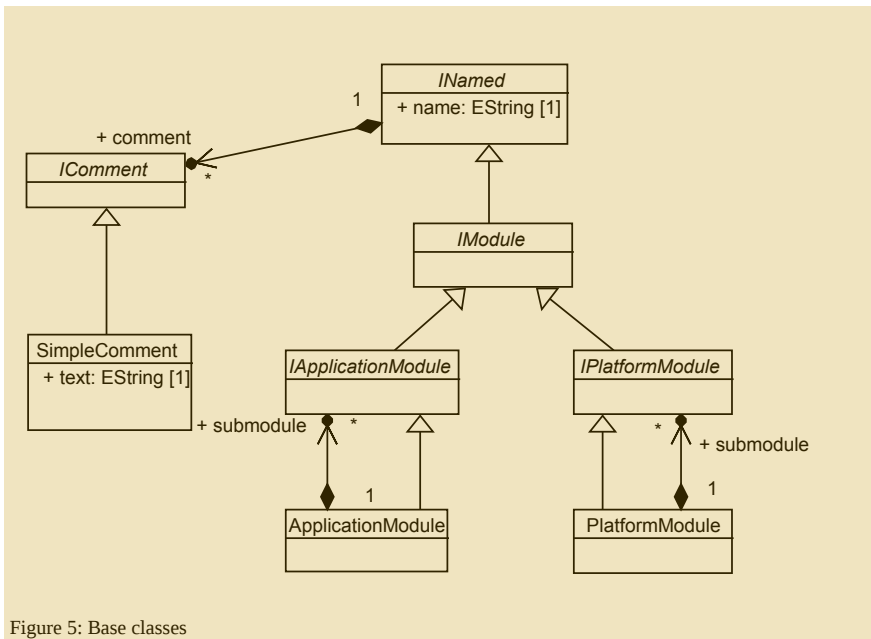 INamed
+ name: EString [1]
1
+ comment
*
IComment
IModule
SimpleComment
+ text: EString [1]
IApplicationModule
IPlatformModule
+ submodule
*
*
+ submodule
1
1
ApplicationModule
PlatformModule
Figure 5: Base classes